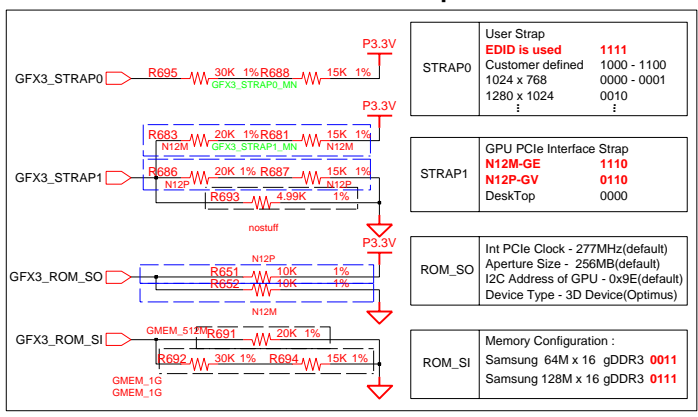 P3.3V
GFX3_STRAP0 R695 30K 1% R688 15K 1%
GFX3_STRAP0_MN
P3.3V
R683 20K 1% R681 15K 1%
N12M GFX3_STRAP1_MN
GFX3_STRAP1 R686 20K 1% R687 15K 1%
N12P N12P
R693 4.99K 1%
nostuff
P3.3V
N12P
GFX3_ROM_SO R651 10K 1%
R652 10K 1%
N12M
GFX3_ROM_SI GMEM_512M R691 20K 1%
R692 30K 1% R694 15K 1%
GMEM_1G
GMEM_1G
STRAP0
User Strap
EDID is used 1111
Customer defined 1000 - 1100
1024 x 768 0000 - 0001
1280 x 1024 0010
⋮ ⋮
STRAP1
GPU PCIe Interface Strap
N12M-GE 1110
N12P-GV 0110
DeskTop 0000
ROM_SO
Int PCIe Clock - 277MHz(default)
Aperture Size - 256MB(default)
I2C Address of GPU - 0x9E(default)
Device Type - 3D Device(Optimus)
ROM_SI
Memory Configuration :
Samsung 64M x 16 gDDR3 0011
Samsung 128M x 16 gDDR3 0111